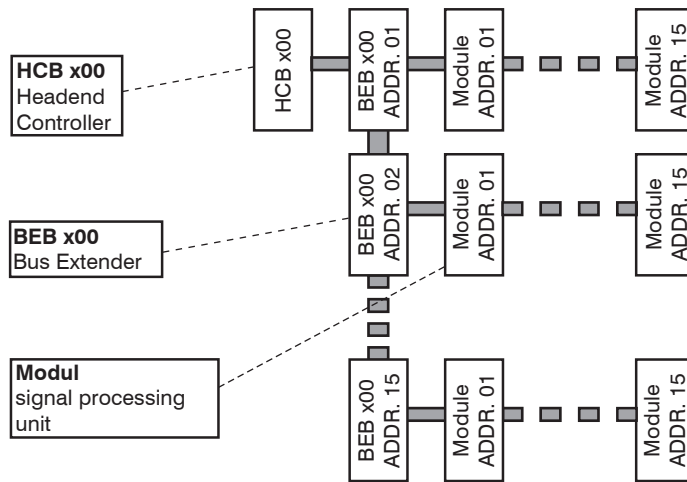 HCB x00
Headend
Controller
HCB x00
BEB x00
ADDR. 01
Module
ADDR. 01
Module
ADDR. 15
BEB x00
Bus Extender
BEB x00
ADDR. 02
Module
ADDR. 01
Module
ADDR. 15
Modul
signal processing
unit
BEB x00
ADDR. 15
Module
ADDR. 01
Module
ADDR. 15